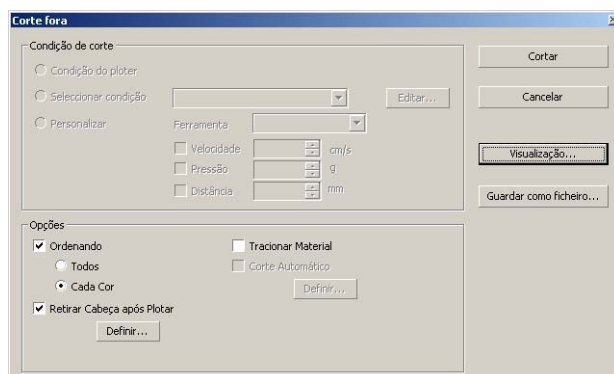 Corte fora
Condição de corte
Condição do ploter
Seleccionar condição
Editar...
Personalizar
Ferramenta
Velocidade
cm/s
Pressão
g
Distância
mm
Opções
Ordenando
Tracionar Material
Todos
Corte Automático
Cada Cor
Definir...
Retirar Cabeça após Plotar
Definir...
Cortar
Cancelar
Visualização...
Guardar como ficheiro...